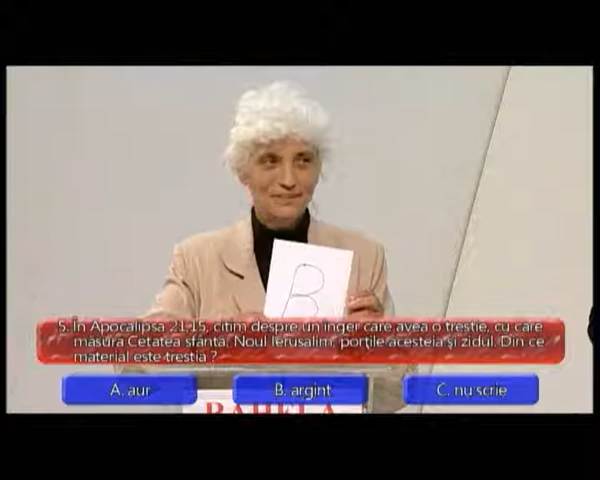 B
5. În Apocalipsa 21,15, citim despre un înger care avea o trestie, cu care
măsura Cetatea sfântă, Noul Ierusalim, porțile acesteia și zidul. Din ce
material este trestia ?
A. aur
B. argint
C. nu scrie
RAHELA